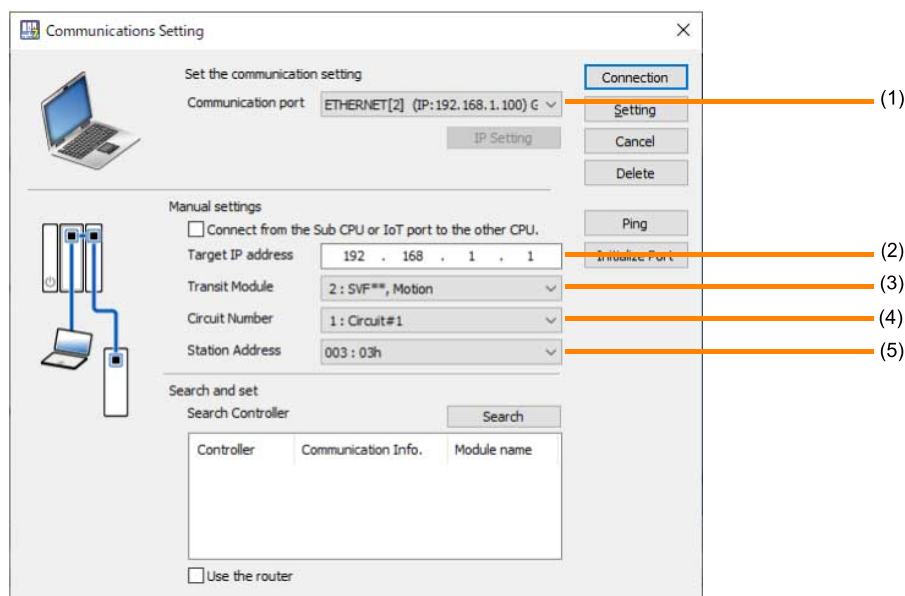 Communications Setting
Set the communication setting
Connection
Communication port ETHERNET[2] (IP:192.168.1.100) G
(1)
Setting
IP Setting
Cancel
Delete
Manual settings
Connect from the Sub CPU or IoT port to the other CPU.
Ping
Target IP address 192 . 168 . 1 . 1
(2)
Initialize Port
Transit Module 2 : SVF**, Motion
(3)
Circuit Number 1 : Circuit#1
(4)
Station Address 003 : 03h
(5)
Search and set
Search Controller Search
Controller Communication Info. Module name
Use the router